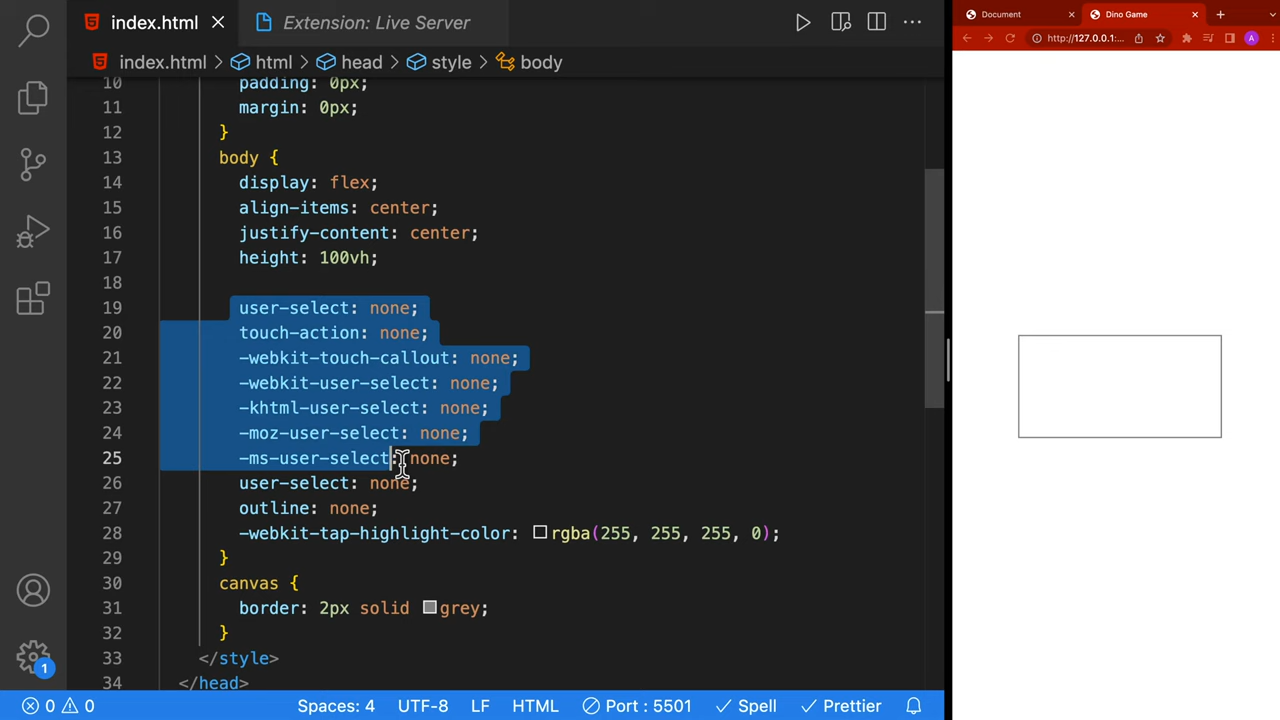 index.html
Extension: Live Server
Document
Dino Game
http://127.0.0.1:
A
index.html > html > head > style > body
10 padding: 0px;
11 margin: 0px;
12 }
13 body {
14 display: flex;
15 align-items: center;
16 justify-content: center;
17 height: 100vh;
18
19 user-select: none;
20 touch-action: none;
21 -webkit-touch-callout: none;
22 -webkit-user-select: none;
23 -khtml-user-select: none;
24 -moz-user-select: none;
25 -ms-user-select: none;
26 user-select: none;
27 outline: none;
28 -webkit-tap-highlight-color: rgba(255, 255, 255, 0);
29 }
30 canvas {
31 border: 2px solid grey;
32 }
33 </style>
34 </head>
1
0 0 Spaces: 4 UTF-8 LF HTML Port : 5501 Spell Prettier